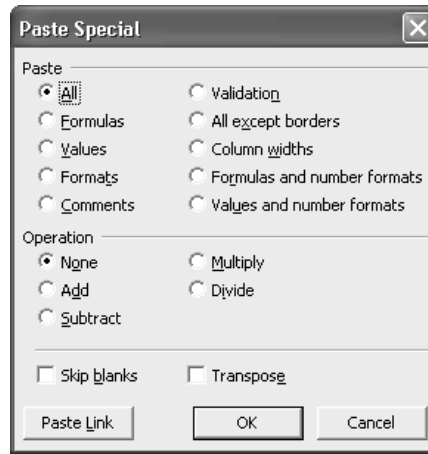 Paste Special
Paste
All
Validation
Formulas
All except borders
Values
Column widths
Formats
Formulas and number formats
Comments
Values and number formats
Operation
None
Multiply
Add
Divide
Subtract
Skip blanks
Transpose
Paste Link
OK
Cancel